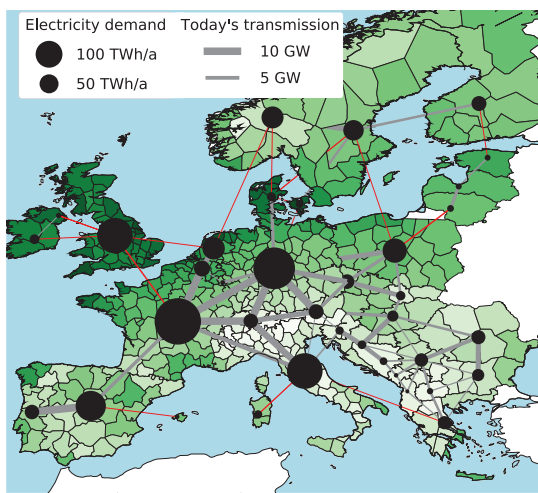 Electricity demand
100 TWh/a
50 TWh/a
Today's transmission
10 GW
5 GW